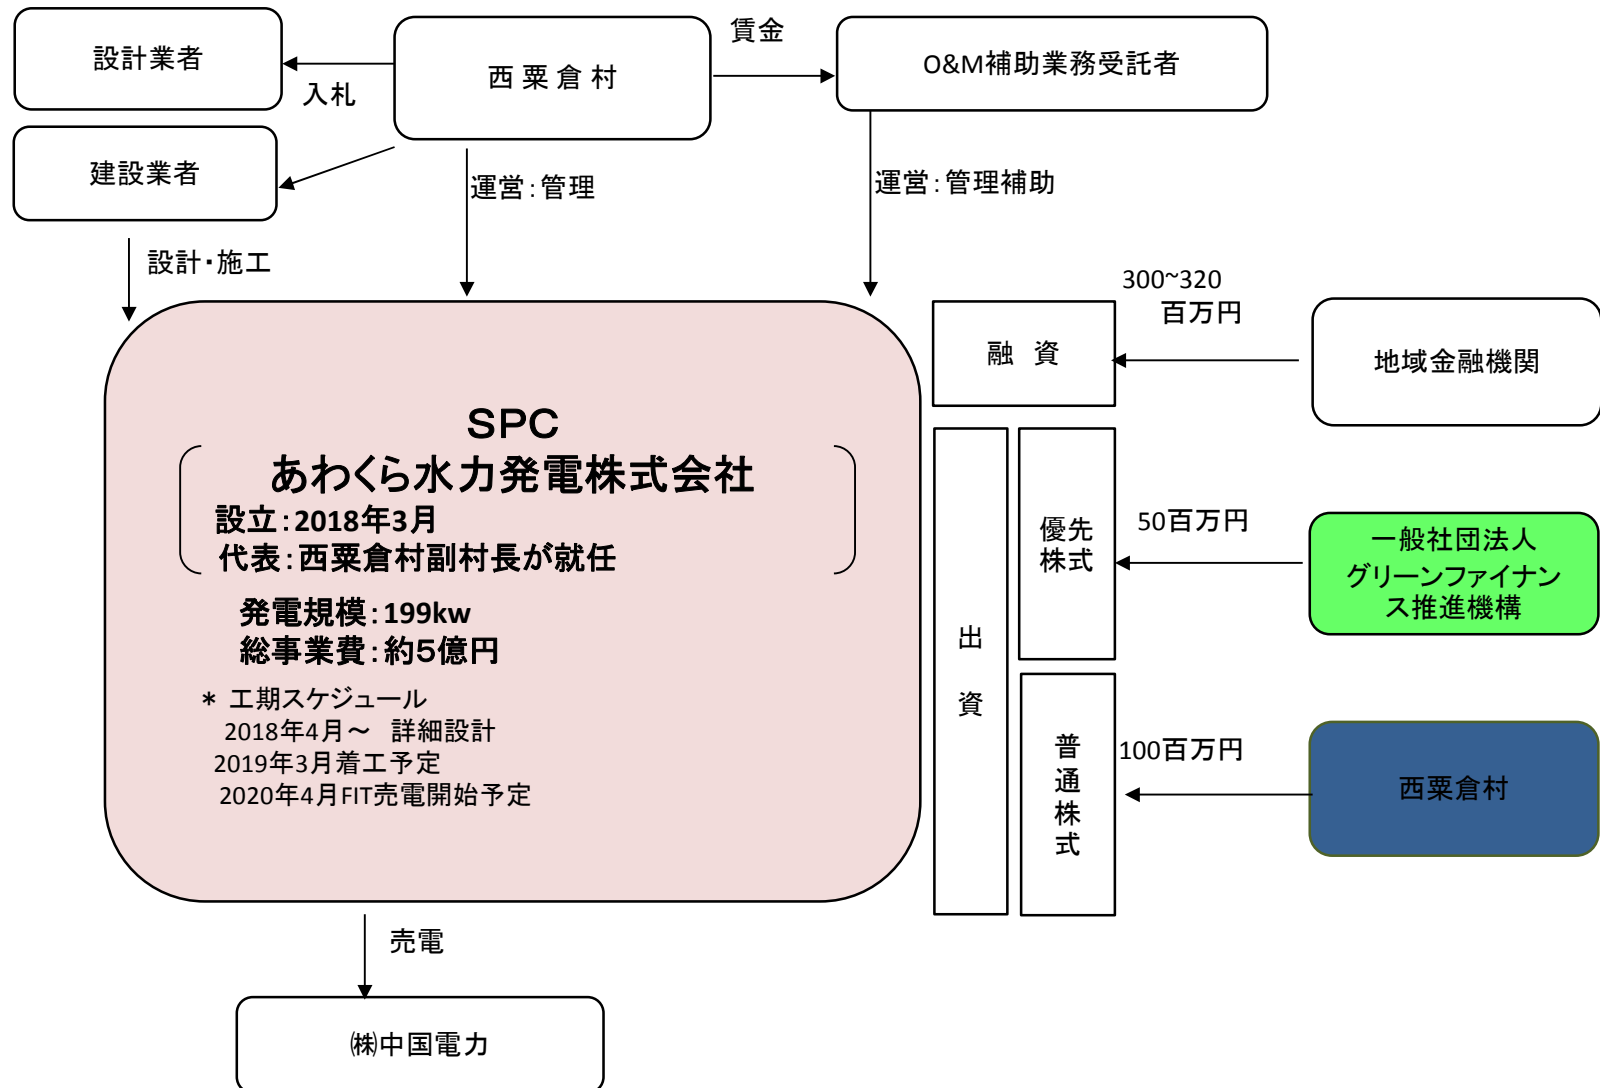 設計業者
西粟倉村
賃金
O&M補助業務受託者
入札
建設業者
運営：管理
運営：管理補助
設計・施工
300~320
百万円
融 資
地域金融機関
SPC
あわくら水力発電株式会社
設立：2018年3月
代表：西粟倉村副村長が就任
発電規模：199kw
総事業費：約５億円
＊ 工期スケジュール
2018年4月～ 詳細設計
2019年3月着工予定
2020年4月FIT売電開始予定
出資
優先
株式
50百万円
一般社団法人
グリーンファイナン
ス推進機構
普通株式
100百万円
西粟倉村
売電
㈱中国電力